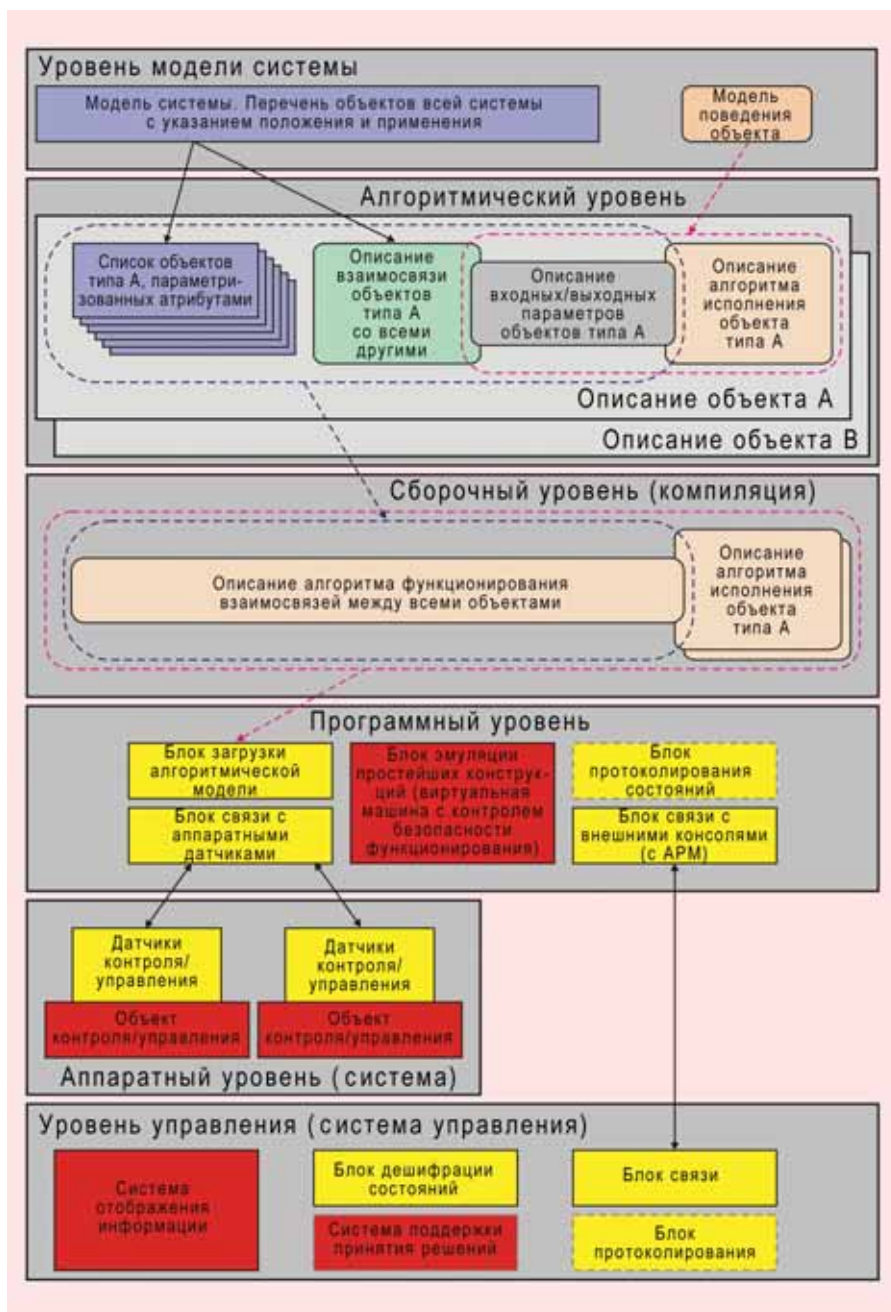 Уровень модели системы
Модель системы. Перечень объектов всей системы
с указанием положения и применения
Модель
поведения
объекта
Алгоритмический уровень
Список объектов
типа А, параметри-
зованных атрибутами
Описание
взаимосвязи
объектов
типа А
со всеми
другими
Описание
входных/выходных
параметров
объектов типа А
Описание
алгоритма
исполнения
объекта
типа А
Описание объекта А
Описание объекта В
Сборочный уровень (компиляция)
Описание алгоритма функционирования
взаимосвязей между всеми объектами
Описание
алгоритма
исполнения
объекта
типа А
Программный уровень
Блок загрузки
алгоритмической
модели
Блок связи с
аппаратными
датчиками
Блок эмуляции
простейших конструк-
ций (виртуальная
машина с контролем
безопасности
функционирования)
Блок
протоколирования
состояний
Блок связи с
внешними консолями
(с АРМ)
Датчики
контроля/
управления
Датчики
контроля/
управления
Объект
контроля/управления
Объект
контроля/управления
Аппаратный уровень (система)
Уровень управления (система управления)
Система
отображения
информации
Блок дешифрации
состояний
Система поддержки
принятия решений
Блок связи
Блок
протоколирования